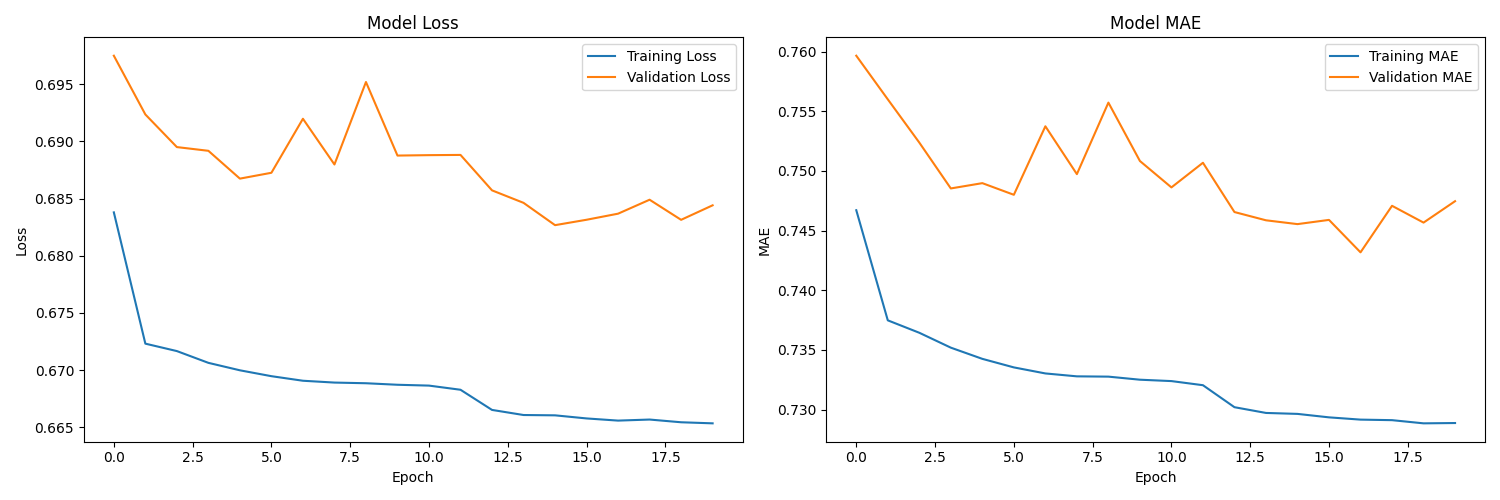 Model Loss
Training Loss
Validation Loss
0.695
0.690
0.685
0.680
0.675
0.670
0.665
Loss
0.0 2.5 5.0 7.5 10.0 12.5 15.0 17.5
Epoch
Model MAE
Training MAE
Validation MAE
0.760
0.755
0.750
0.745
0.740
0.735
0.730
MAE
0.0 2.5 5.0 7.5 10.0 12.5 15.0 17.5
Epoch